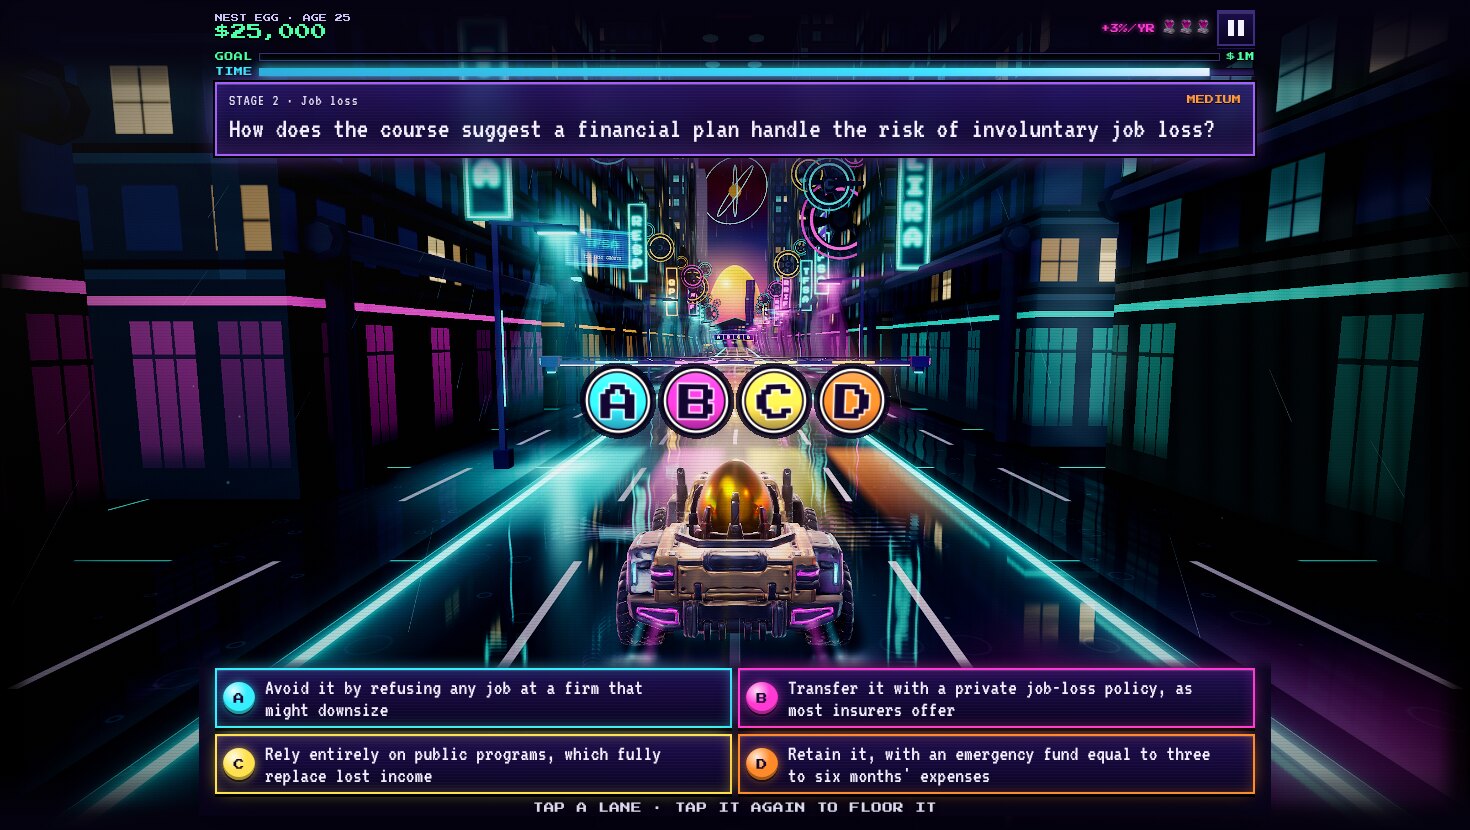 NEST EGG · AGE 25
$25,000
+3%/YR
GOAL
$1M
TIME
STAGE 2 · Job loss
MEDIUM
How does the course suggest a financial plan handle the risk of involuntary job loss?
A
LIRA
RESP
TFSA
TFSA
A B C D
A Avoid it by refusing any job at a firm that
might downsize
B Transfer it with a private job-loss policy, as
most insurers offer
C Rely entirely on public programs, which fully
replace lost income
D Retain it, with an emergency fund equal to three
to six months' expenses
TAP A LANE · TAP IT AGAIN TO FLOOR IT